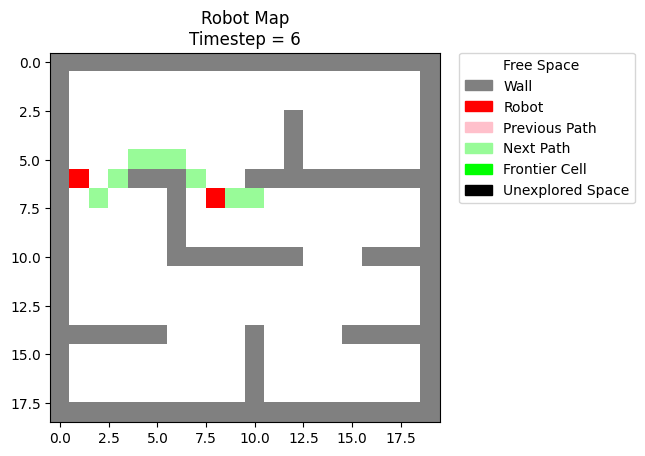 Robot Map
Timestep = 6
Free Space
Wall
Robot
Previous Path
Next Path
Frontier Cell
Unexplored Space
0.0
2.5
5.0
7.5
10.0
12.5
15.0
17.5
0.0 2.5 5.0 7.5 10.0 12.5 15.0 17.5